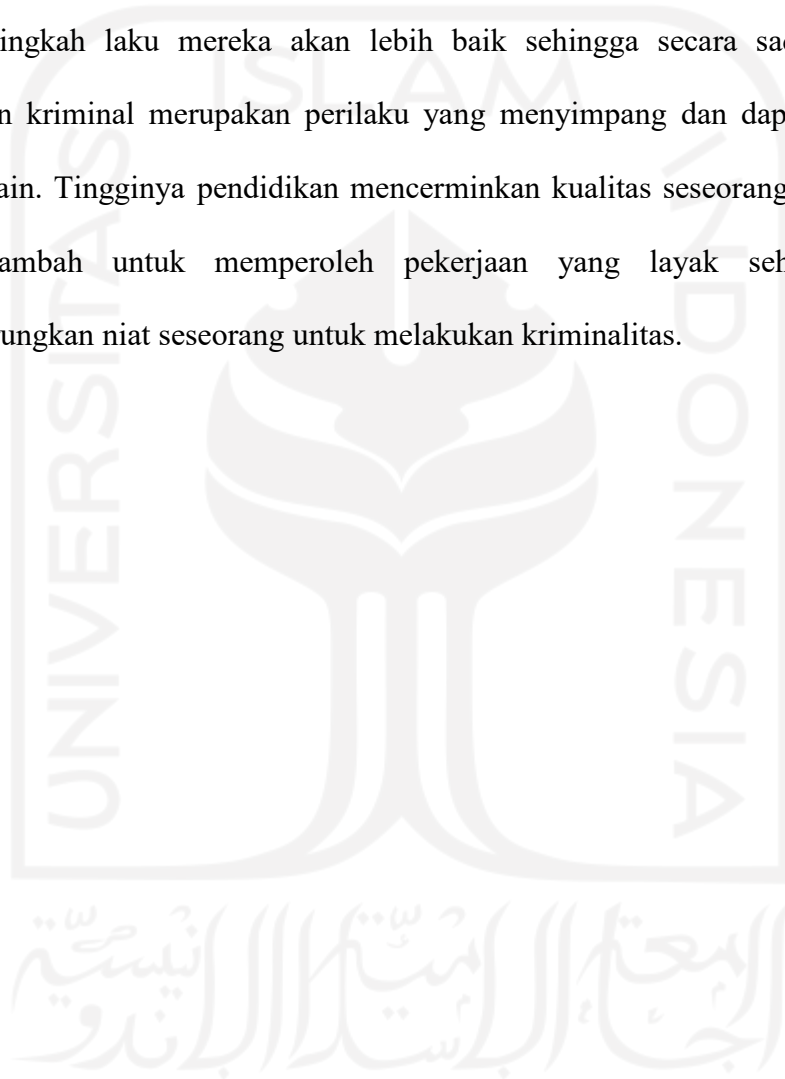 ingkah laku mereka akan lebih baik sehingga secara sa
n kriminal merupakan perilaku yang menyimpang dan dap
ain. Tingginya pendidikan mencerminkan kualitas seseorang
ambah untuk memperoleh pekerjaan yang layak seh
ungkan niat seseorang untuk melakukan kriminalitas.
ISLAM
UNIVERSITAS
INDONESIA